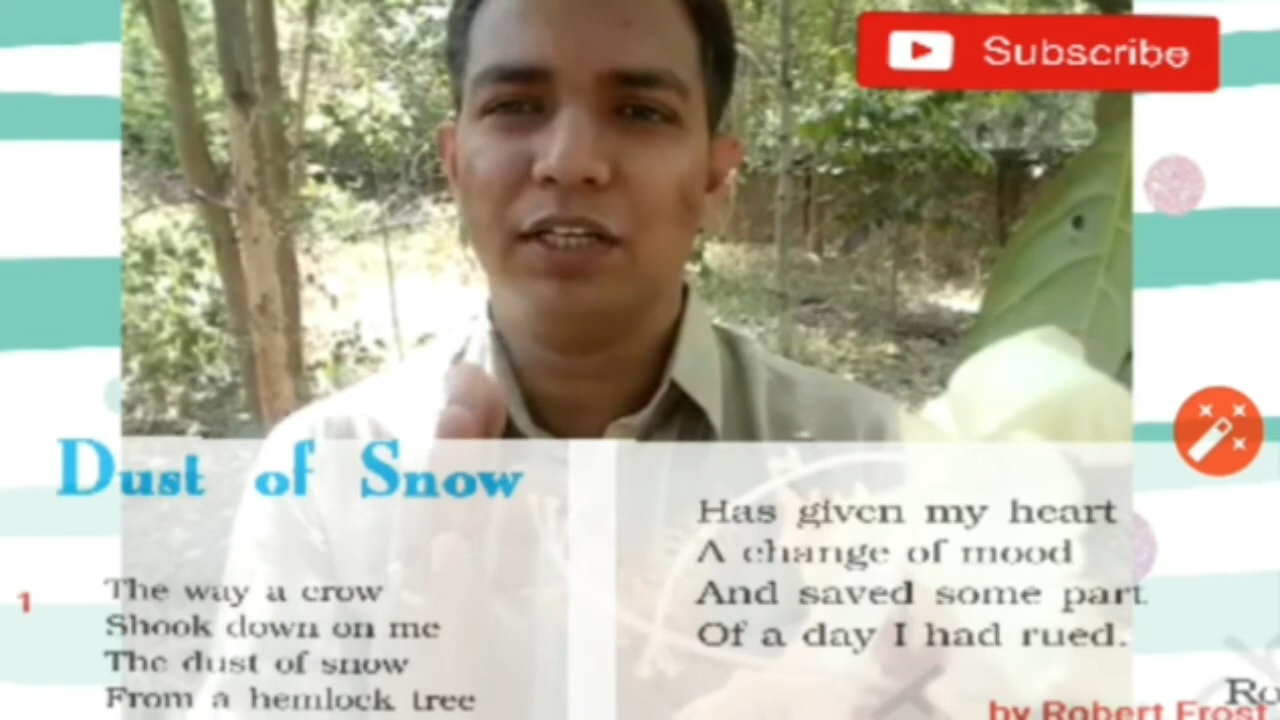 Subscribe
Dust of Snow
1
The way a crow
Shook down on me
The dust of snow
From a hemlock tree
Has given my heart
A change of mood
And saved some part
Of a day I had rued.
by Robert Frost